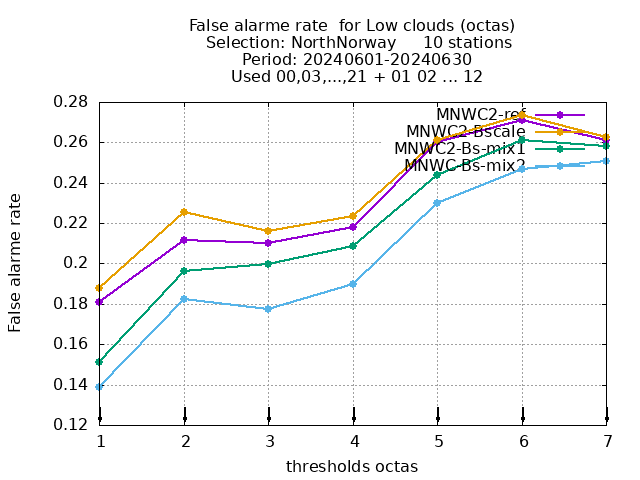 False alarme rate  for Low clouds (octas)
Selection: NorthNorway     10 stations
Period: 20240601-20240630
Used 00,03,...,21 + 01 02 ... 12
0.28
0.26
0.24
0.22
0.2
0.18
0.16
0.14
0.12
False alarme rate
MNWC2-ref
MNWC2-Bscale
MNWC2-Bs-mix1
MNWC-Bs-mix2
1 2 3 4 5 6 7
thresholds octas